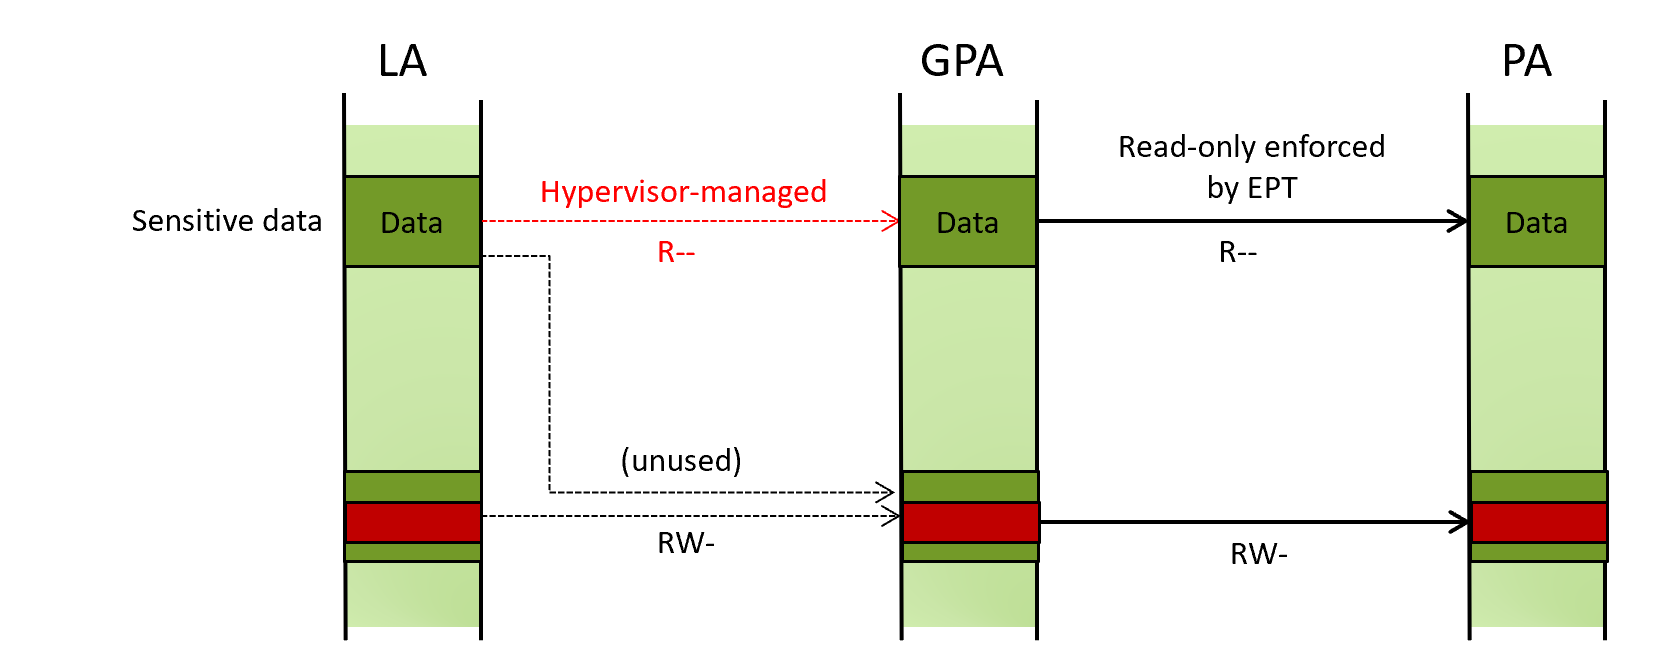 LA
GPA
PA
Read-only enforced
by EPT
Hypervisor-managed
Sensitive data
Data
Data
Data
R--
R--
(unused)
RW-
RW-